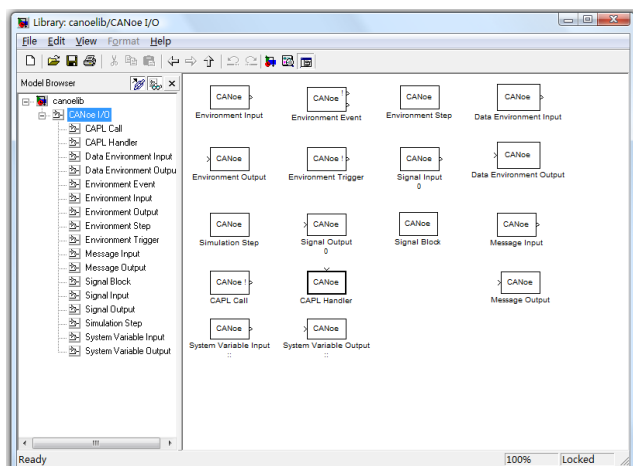 Library: canoelib/CANoe I/O
File Edit View Format Help
Model Browser
canoelib
CANoe I/O
CAPL Call
CAPL Handler
Data Environment Input
Data Environment Outpu
Environment Event
Environment Input
Environment Output
Environment Step
Environment Trigger
Message Input
Message Output
Signal Block
Signal Input
Signal Output
Simulation Step
System Variable Input
System Variable Output
CANoe CANoe ! CANoe CANoe
Environment Input Environment Event Environment Step Data Environment Input
CANoe CANoe ! CANoe CANoe
Environment Output Environment Trigger Signal Input Data Environment Output
0
CANoe CANoe CANoe CANoe
Simulation Step Signal Output Signal Block Message Input
0
CANoe ! CANoe CANoe
CAPL Call CAPL Handler Message Output
CANoe CANoe
System Variable Input System Variable Output
:: ::
Ready 100% Locked